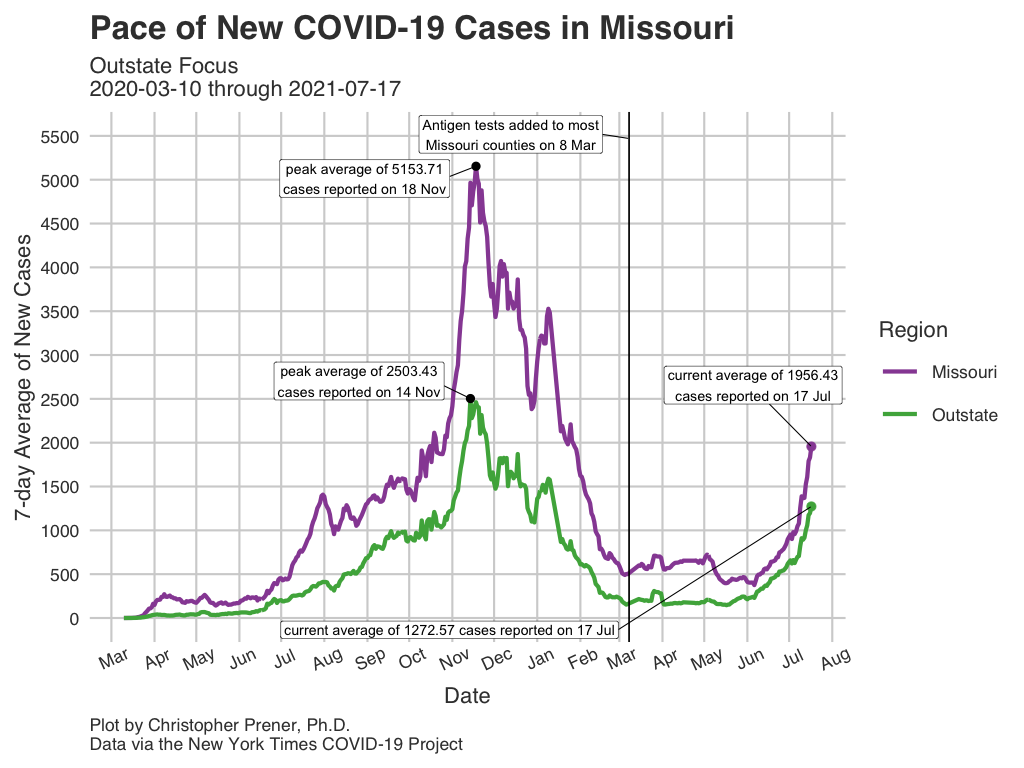 Pace of New COVID-19 Cases in Missouri
Outstate Focus
2020-03-10 through 2021-07-17
Antigen tests added to most
Missouri counties on 8 Mar
peak average of 5153.71
cases reported on 18 Nov
peak average of 2503.43
cases reported on 14 Nov
current average of 1956.43
cases reported on 17 Jul
current average of 1272.57 cases reported on 17 Jul
7-day Average of New Cases
5500
5000
4500
4000
3500
3000
2500
2000
1500
1000
500
0
Mar Apr May Jun Jul Aug Sep Oct Nov Dec Jan Feb Mar Apr May Jun Jul Aug
Date
Region
Missouri
Outstate
Plot by Christopher Prener, Ph.D.
Data via the New York Times COVID-19 Project